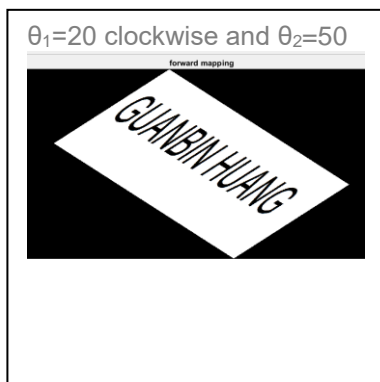 θ₁=20 clockwise and θ₂=50
forward mapping
GUANBIN HUANG